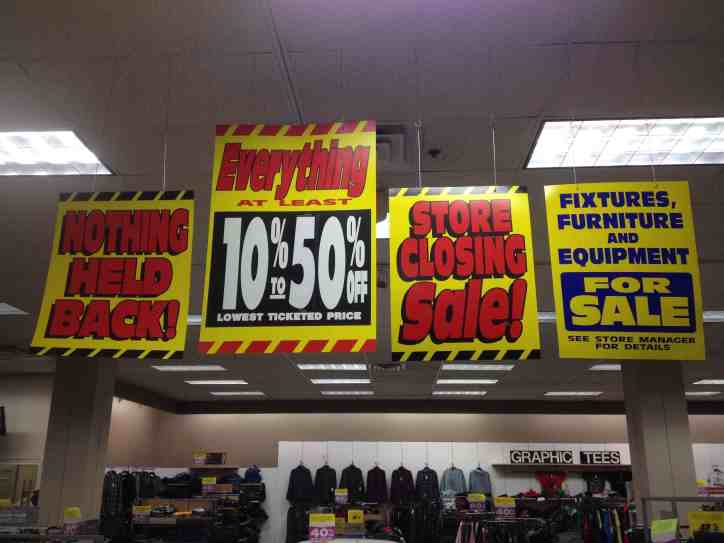 NOTHING
HELD
BACK!
Everything
AT LEAST
10% TO 50% OFF
LOWEST TICKETED PRICE
STORE
CLOSING
Sale!
FIXTURES,
FURNITURE
AND
EQUIPMENT
FOR
SALE
SEE STORE MANAGER
FOR DETAILS
GRAPHIC TEES
40%